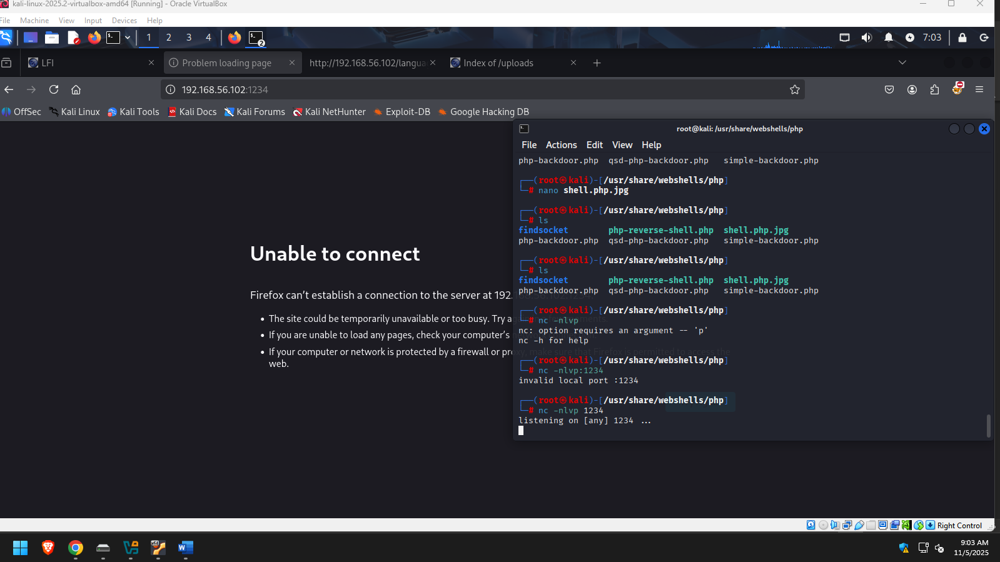 kali-linux-2025.2-virtualbox-amd64 [Running] - Oracle VirtualBox
File Machine View Input Devices Help
1 2 3 4 2 7:03
LFI Problem loading page http://192.168.56.102/langua Index of /uploads
192.168.56.102:1234
OffSec Kali Linux Kali Tools Kali Docs Kali Forums Kali NetHunter Exploit-DB Google Hacking DB
Unable to connect
Firefox can’t establish a connection to the server at 192.
The site could be temporarily unavailable or too busy. Try
If you are unable to load any pages, check your computer’s
If your computer or network is protected by a firewall or proxy, make sure that Firefox is permitted to access the
web.
root@kali: /usr/share/webshells/php
File Actions Edit View Help
php-backdoor.php qsd-php-backdoor.php simple-backdoor.php
┌──(root㉿kali)-[/usr/share/webshells/php]
└─# nano shell.php.jpg
┌──(root㉿kali)-[/usr/share/webshells/php]
└─# ls
findsocket php-reverse-shell.php shell.php.jpg
php-backdoor.php qsd-php-backdoor.php simple-backdoor.php
┌──(root㉿kali)-[/usr/share/webshells/php]
└─# ls
findsocket php-reverse-shell.php shell.php.jpg
php-backdoor.php qsd-php-backdoor.php simple-backdoor.php
┌──(root㉿kali)-[/usr/share/webshells/php]
└─# nc -nlvp
nc: option requires an argument -- 'p'
nc -h for help
┌──(root㉿kali)-[/usr/share/webshells/php]
└─# nc -nlvp:1234
invalid local port :1234
┌──(root㉿kali)-[/usr/share/webshells/php]
└─# nc -nlvp 1234
listening on [any] 1234 ...
Right Control
9:03 AM
11/5/2025